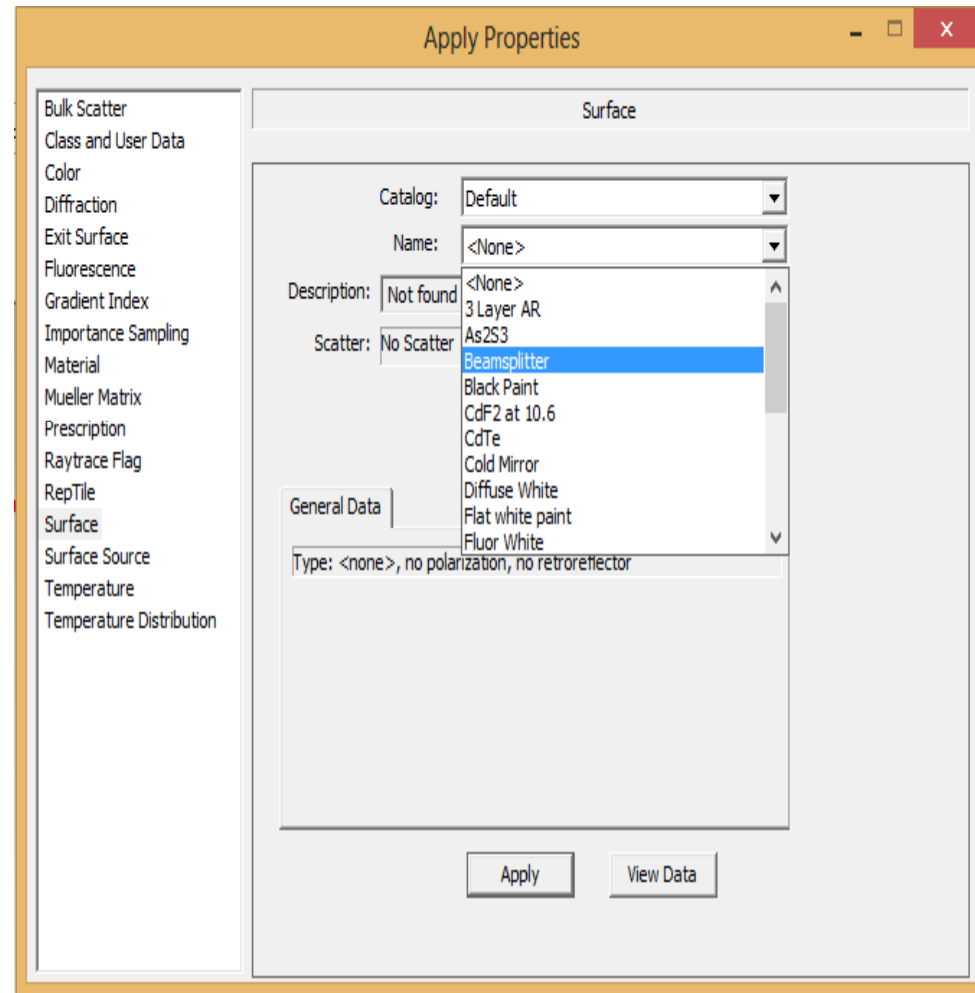 Apply Properties
Bulk Scatter
Class and User Data
Color
Diffraction
Exit Surface
Fluorescence
Gradient Index
Importance Sampling
Material
Mueller Matrix
Prescription
Raytrace Flag
RepTile
Surface
Surface Source
Temperature
Temperature Distribution
Surface
Catalog: Default
Name: <None>
<None>
3 Layer AR
As2S3
Beamsplitter
Black Paint
CdF2 at 10.6
CdTe
Cold Mirror
Diffuse White
Flat white paint
Fluor White
Description: Not found
Scatter: No Scatter
General Data
Type: <none>, no polarization, no retroreflector
Apply
View Data